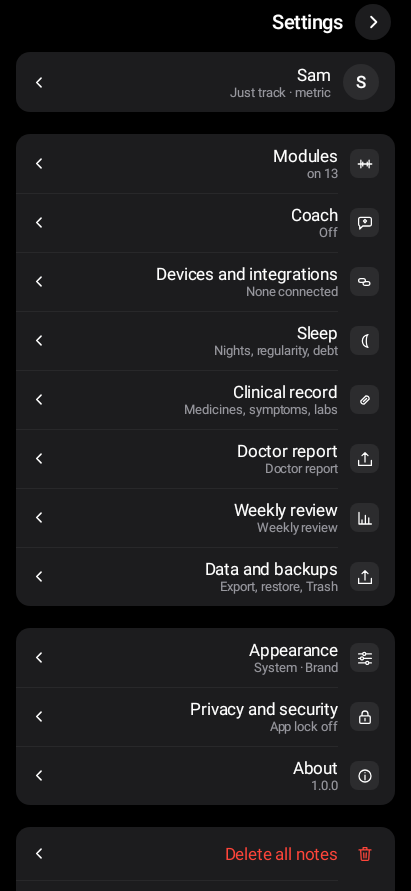 Settings
Sam
S
Just track · metric
Modules
on 13
Coach
Off
Devices and integrations
None connected
Sleep
Nights, regularity, debt
Clinical record
Medicines, symptoms, labs
Doctor report
Doctor report
Weekly review
Weekly review
Data and backups
Export, restore, Trash
Appearance
System · Brand
Privacy and security
App lock off
About
1.0.0
Delete all notes